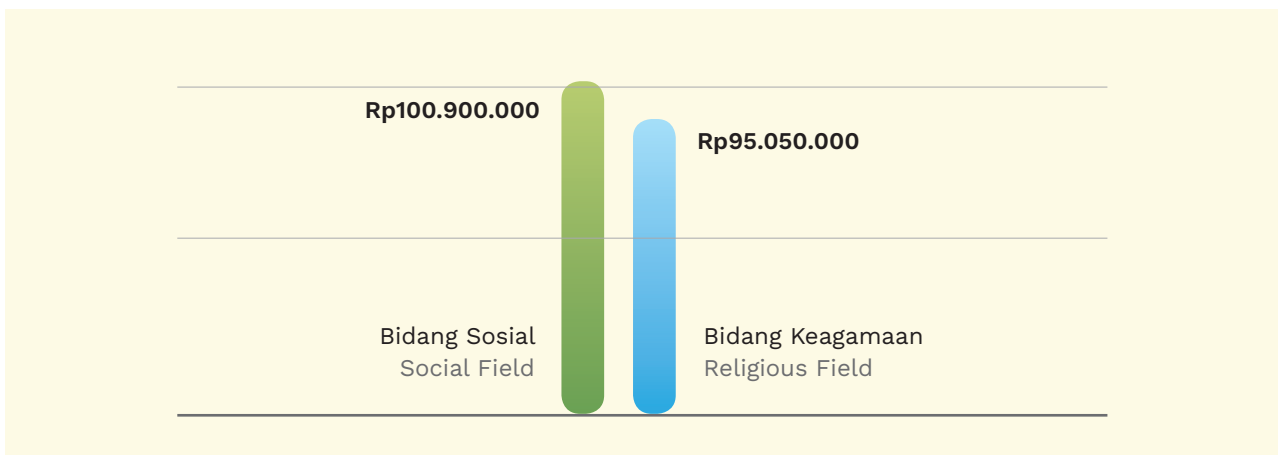 Rp100.900.000
Rp95.050.000
Bidang Sosial
Social Field
Bidang Keagamaan
Religious Field